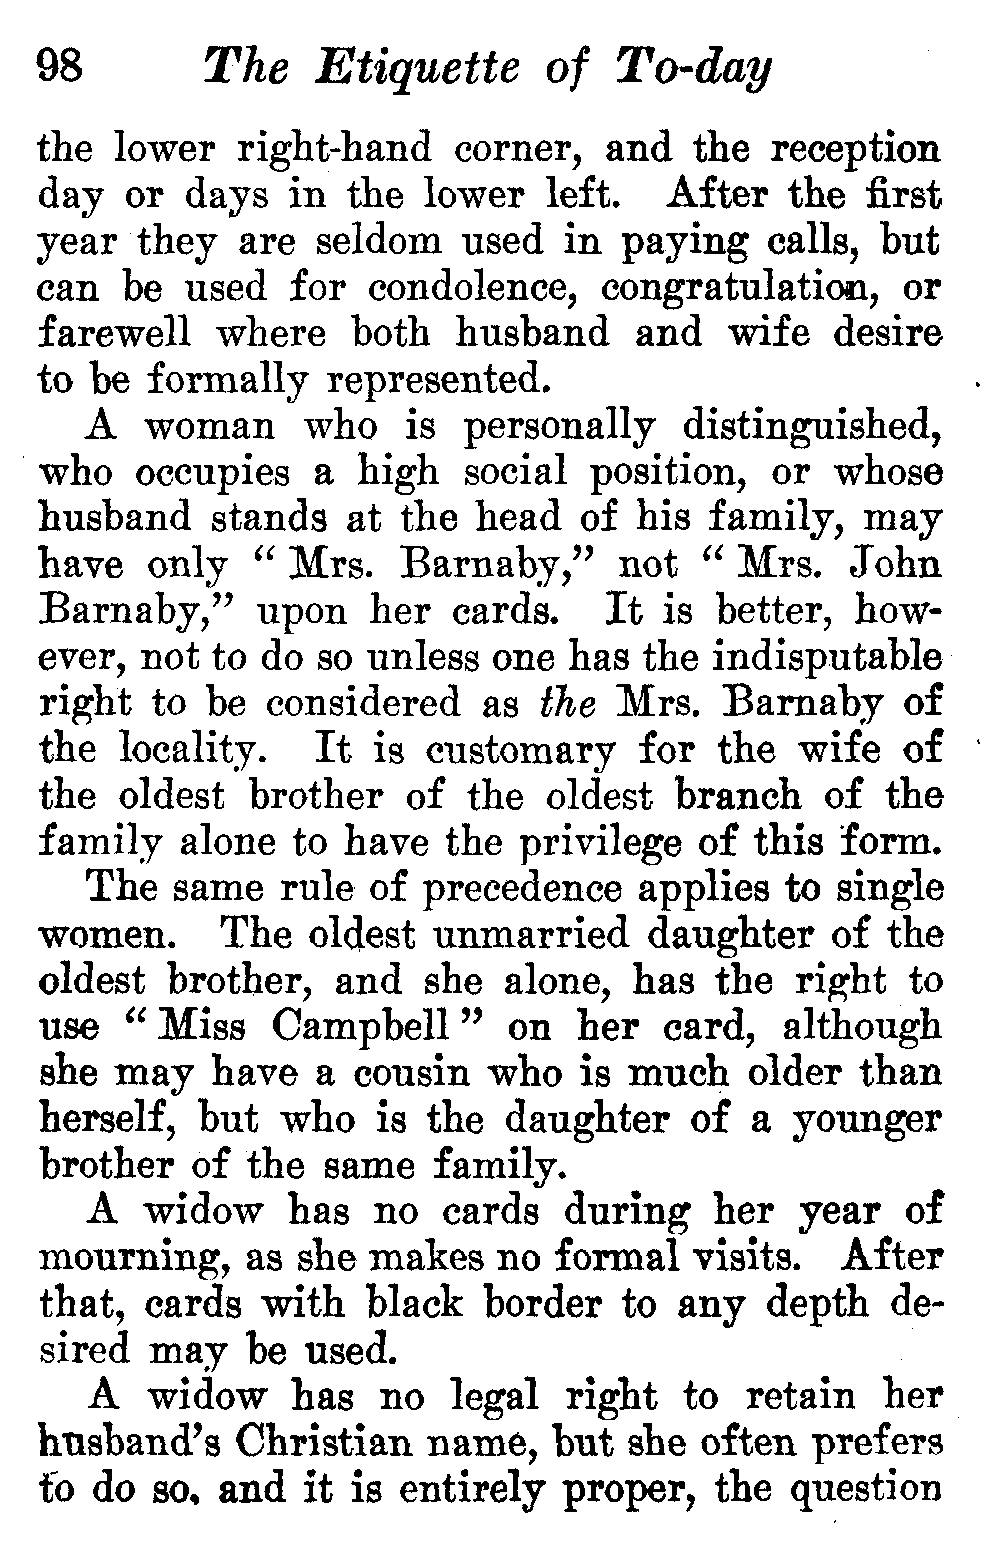 98 The Etiquette of To-day
the lower right-hand corner, and the reception
day or days in the lower left. After the first
year they are seldom used in paying calls, but
can be used for condolence, congratulation, or
farewell where both husband and wife desire
to be formally represented.
A woman who is personally distinguished,
who occupies a high social position, or whose
husband stands at the head of his family, may
have only “ Mrs. Barnaby,” not “ Mrs. John
Barnaby,” upon her cards. It is better, how-
ever, not to do so unless one has the indisputable
right to be considered as the Mrs. Barnaby of
the locality. It is customary for the wife of
the oldest brother of the oldest branch of the
family alone to have the privilege of this form.
The same rule of precedence applies to single
women. The oldest unmarried daughter of the
oldest brother, and she alone, has the right to
use “ Miss Campbell ” on her card, although
she may have a cousin who is much older than
herself, but who is the daughter of a younger
brother of the same family.
A widow has no cards during her year of
mourning, as she makes no formal visits. After
that, cards with black border to any depth de-
sired may be used.
A widow has no legal right to retain her
husband’s Christian name, but she often prefers
to do so, and it is entirely proper, the question